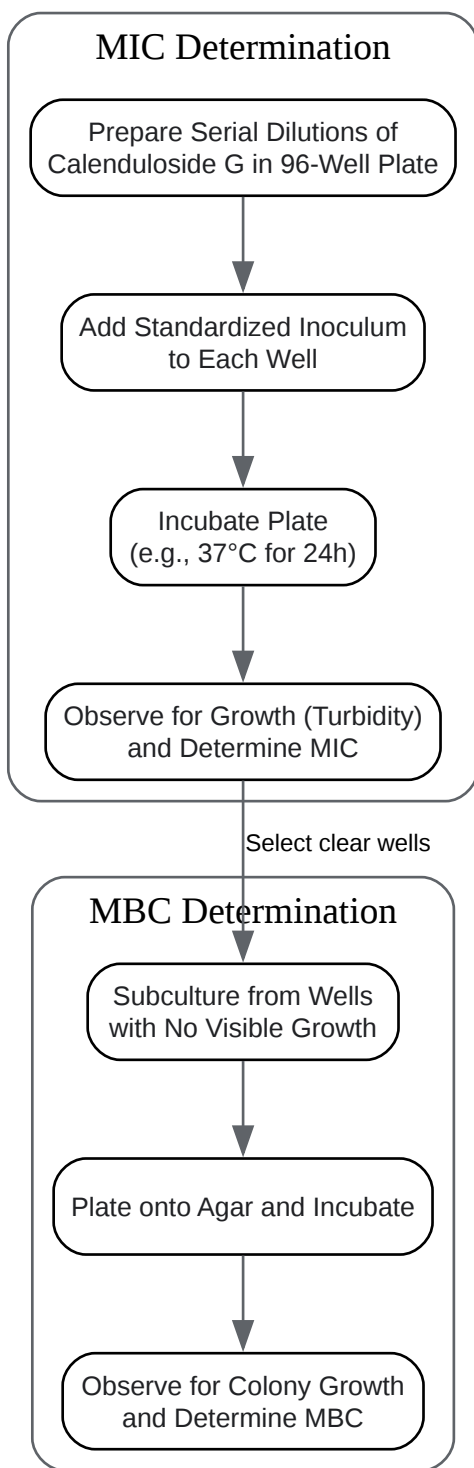 MIC Determination
Prepare Serial Dilutions of
Calenduloside G in 96-Well Plate
Add Standardized Inoculum
to Each Well
Incubate Plate
(e.g., 37°C for 24h)
Observe for Growth (Turbidity)
and Determine MIC
Select clear wells
MBC Determination
Subculture from Wells
with No Visible Growth
Plate onto Agar and Incubate
Observe for Colony Growth
and Determine MBC